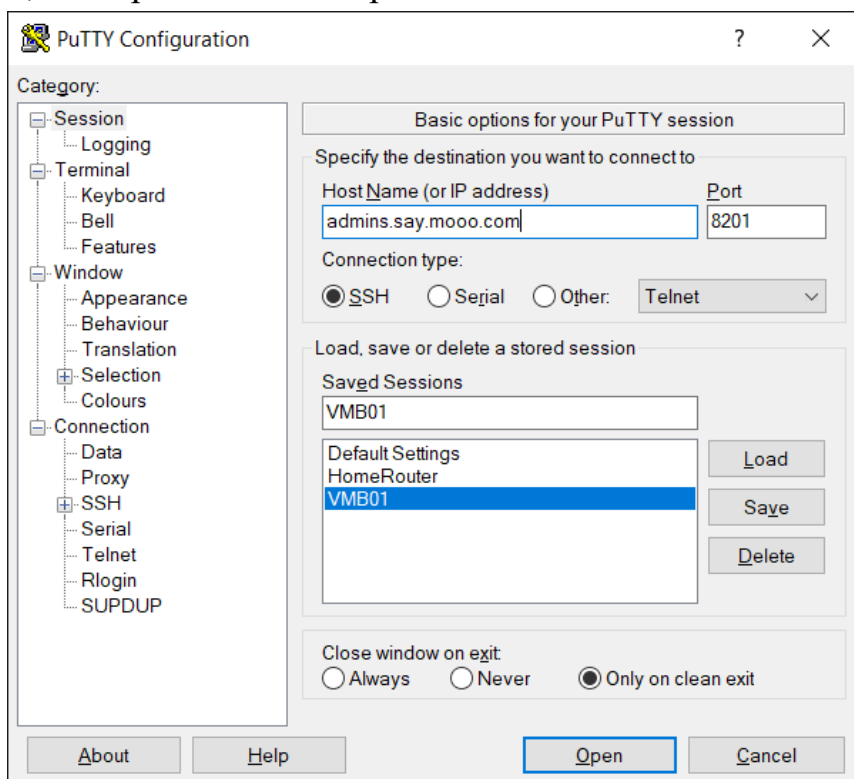 PuTTY Configuration ? ×
Category:
Session
Logging
Terminal
Keyboard
Bell
Features
Window
Appearance
Behaviour
Translation
Selection
Colours
Connection
Data
Proxy
SSH
Serial
Telnet
Rlogin
SUPDUP
Basic options for your PuTTY session
Specify the destination you want to connect to
Host Name (or IP address) Port
admins.say.mooo.com 8201
Connection type:
SSH Serial Other: Telnet
Load, save or delete a stored session
Saved Sessions
VMB01
Default Settings
HomeRouter
VMB01
Load
Save
Delete
Close window on exit:
Always Never Only on clean exit
About Help Open Cancel